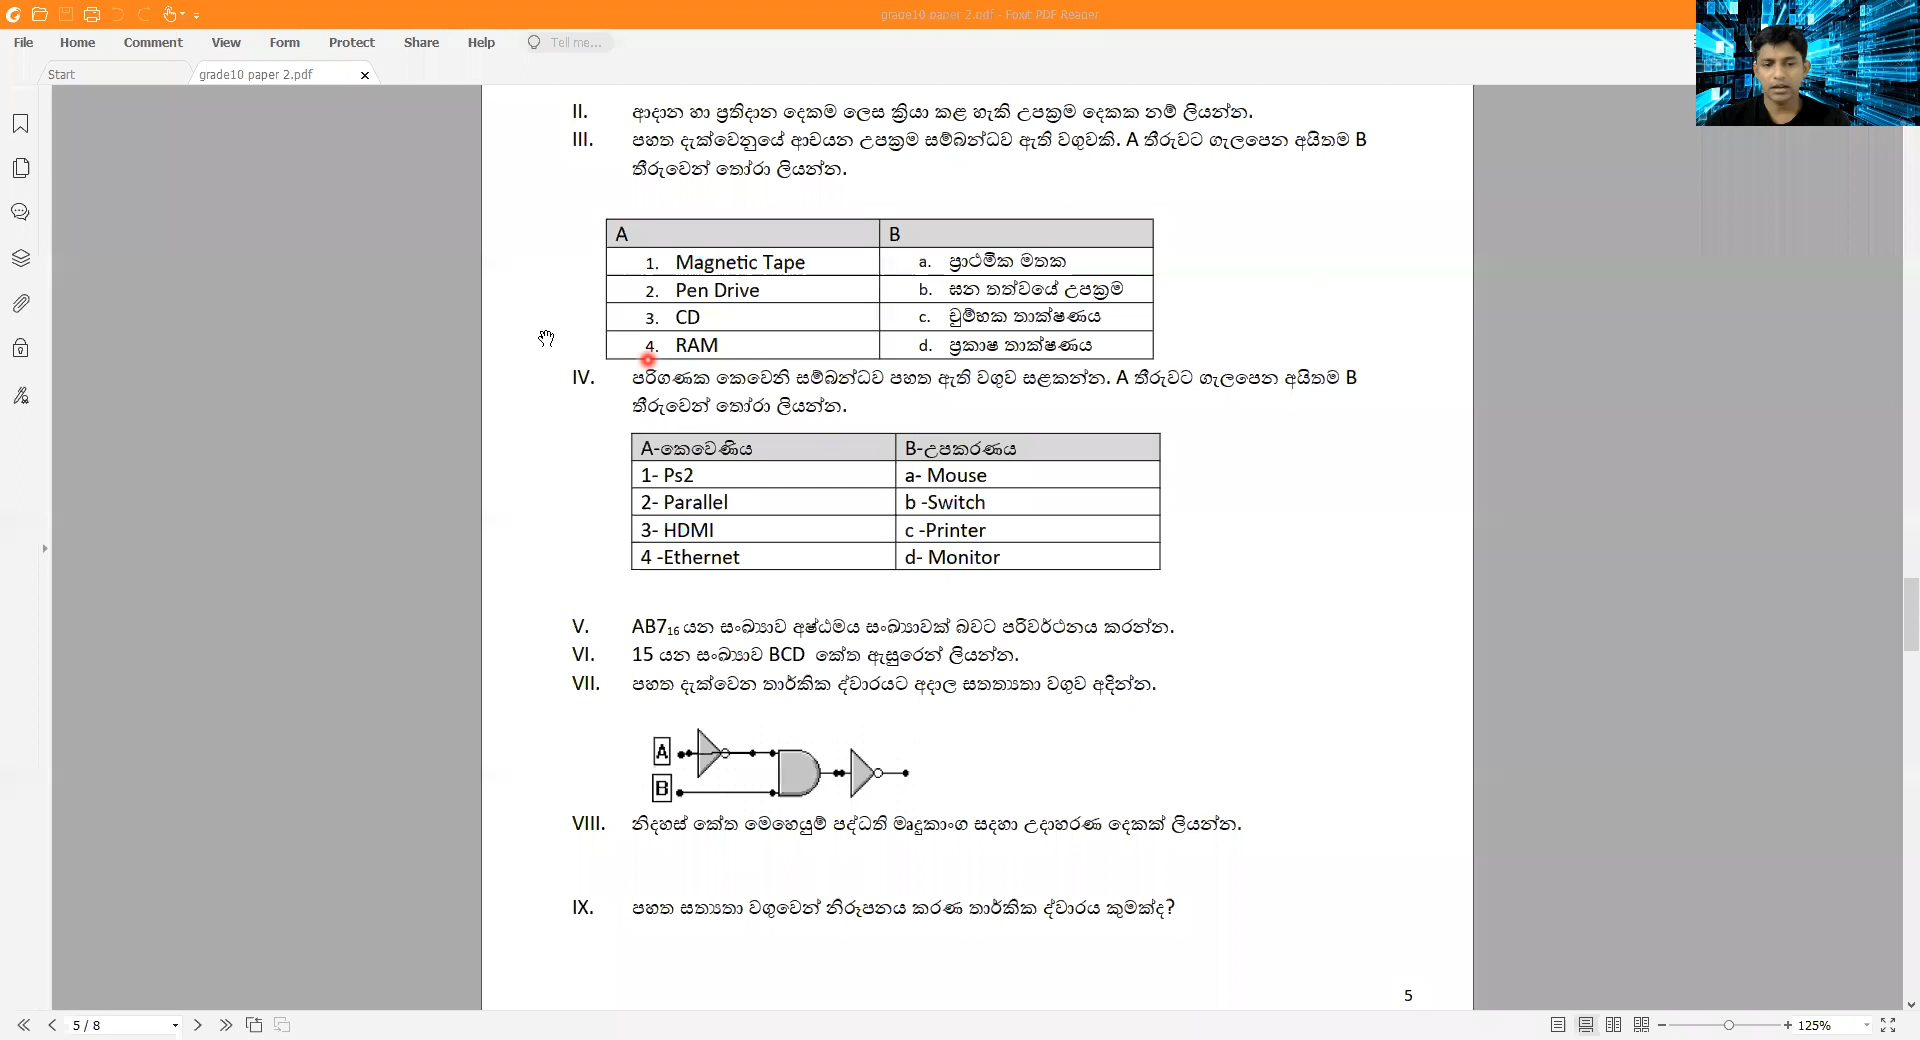 grade10 paper 2.pdf - Foxit PDF Reader
File Home Comment View Form Protect Share Help Tell me...
Start grade10 paper 2.pdf
II. ආදාන හා ප්‍රතිදාන දෙකම ලෙස ක්‍රියා කළ හැකි උපක්‍රම දෙකක නම් ලියන්න.
III. පහත දැක්වෙනුයේ ආචයන උපක්‍රම සම්බන්ධව ඇති වගුවකි. A තීරුවට ගැලපෙන අයිතම B
තීරුවෙන් තෝරා ලියන්න.
A B
1. Magnetic Tape a. ප්‍රාථමික මතක
2. Pen Drive b. ඝන තත්වයේ උපක්‍රම
3. CD c. චුම්භක තාක්ෂණය
4. RAM d. ප්‍රකාෂ තාක්ෂණය
IV. පරිගණක කෙවෙනි සම්බන්ධව පහත ඇති වගුව සළකන්න. A තීරුවට ගැලපෙන අයිතම B
තීරුවෙන් තෝරා ලියන්න.
A-කෙවෙණිය B-උපකරණය
1- Ps2 a- Mouse
2- Parallel b -Switch
3- HDMI c -Printer
4 -Ethernet d- Monitor
V. AB7₁₆ යන සංඛ්‍යාව අෂ්ඨමය සංඛ්‍යාවක් බවට පරිවර්ථනය කරන්න.
VI. 15 යන සංඛ්‍යාව BCD කේත ඇසුරෙන් ලියන්න.
VII. පහත දැක්වෙන තාර්කික ද්වාරයට අදාල සතත්‍යතා වගුව අදින්න.
A
B
VIII. නිදහස් කේත මෙහෙයුම් පද්ධති මෘදුකාංග සදහා උදාහරණ දෙකක් ලියන්න.
IX. පහත සත්‍යතා වගුවෙන් නිරූපනය කරණ තාර්කික ද්වාරය කුමක්ද?
5
5 / 8 125%